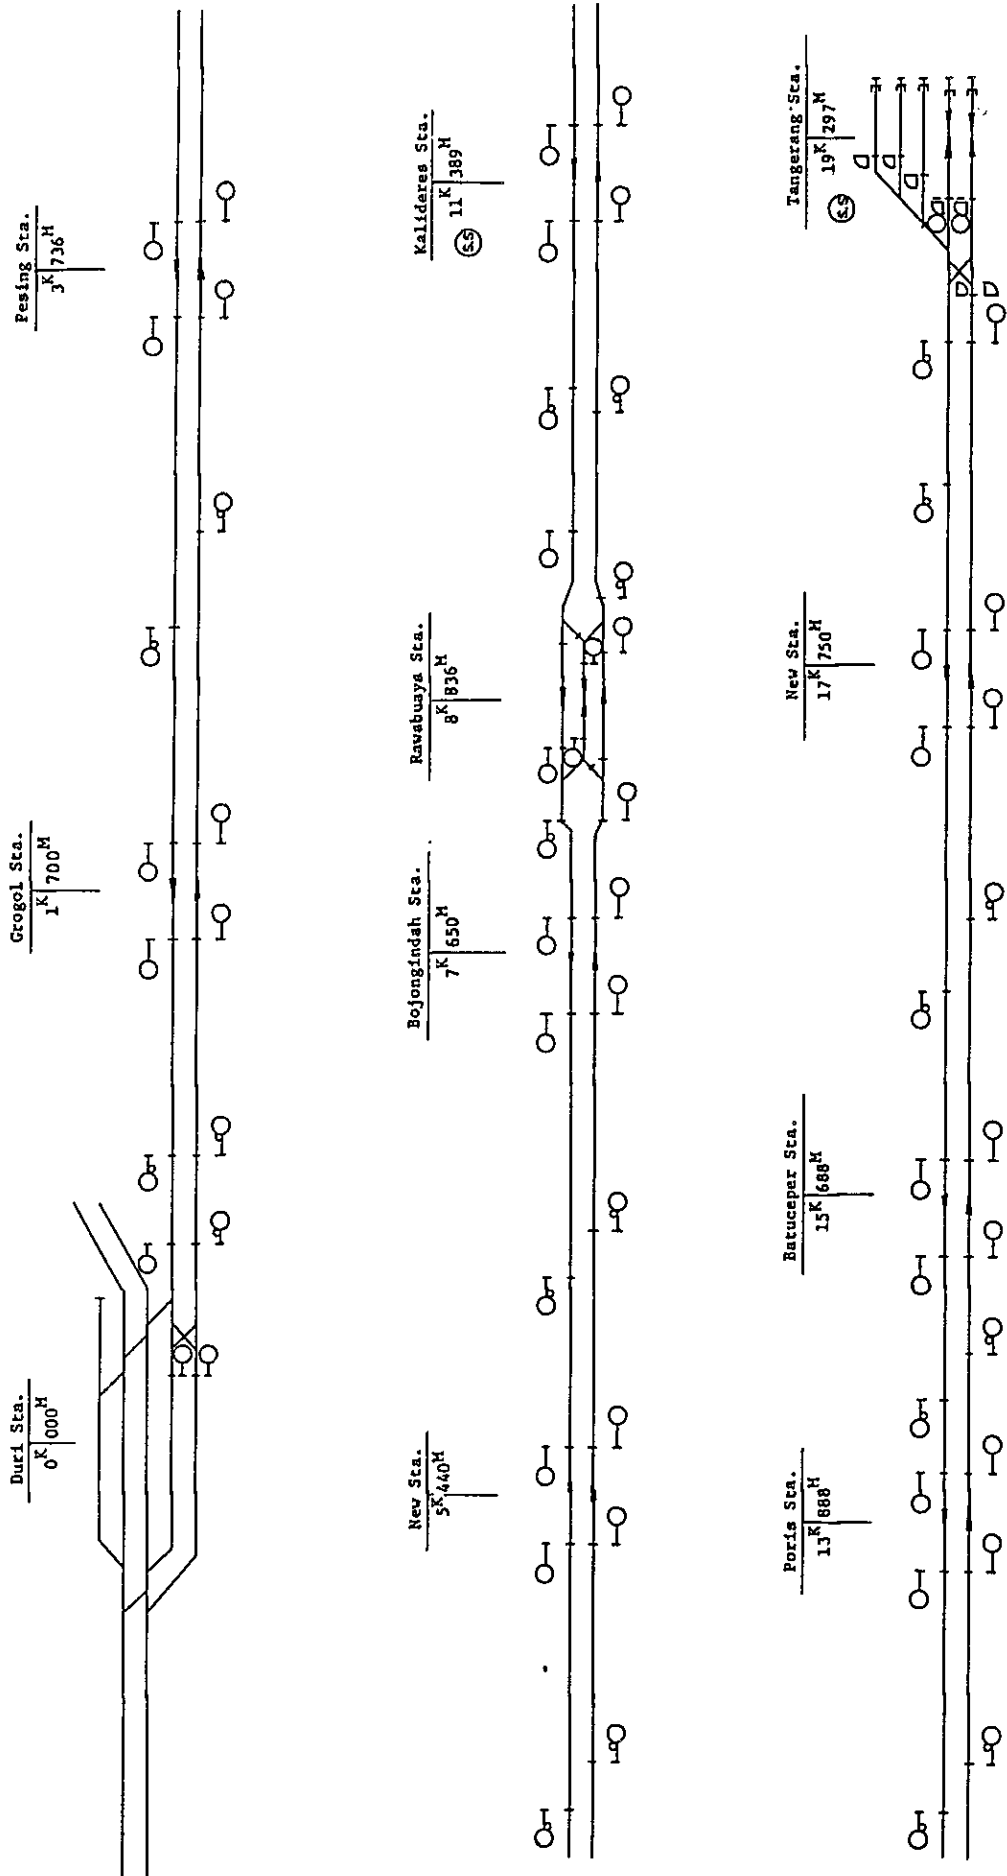 Duri Sta.
0K 000M
Grogol Sta.
1K 700M
Pesing Sta.
3K 736M
New Sta.
5K 440M
Bojongindah Sta.
7K 650M
Rawabuaya Sta.
8K 836M
Kalideres Sta.
11K 389M
S.S
Poris Sta.
13K 888M
Batuceper Sta.
15K 688M
New Sta.
17K 750M
Tangerang Sta.
19K 297M
S.S